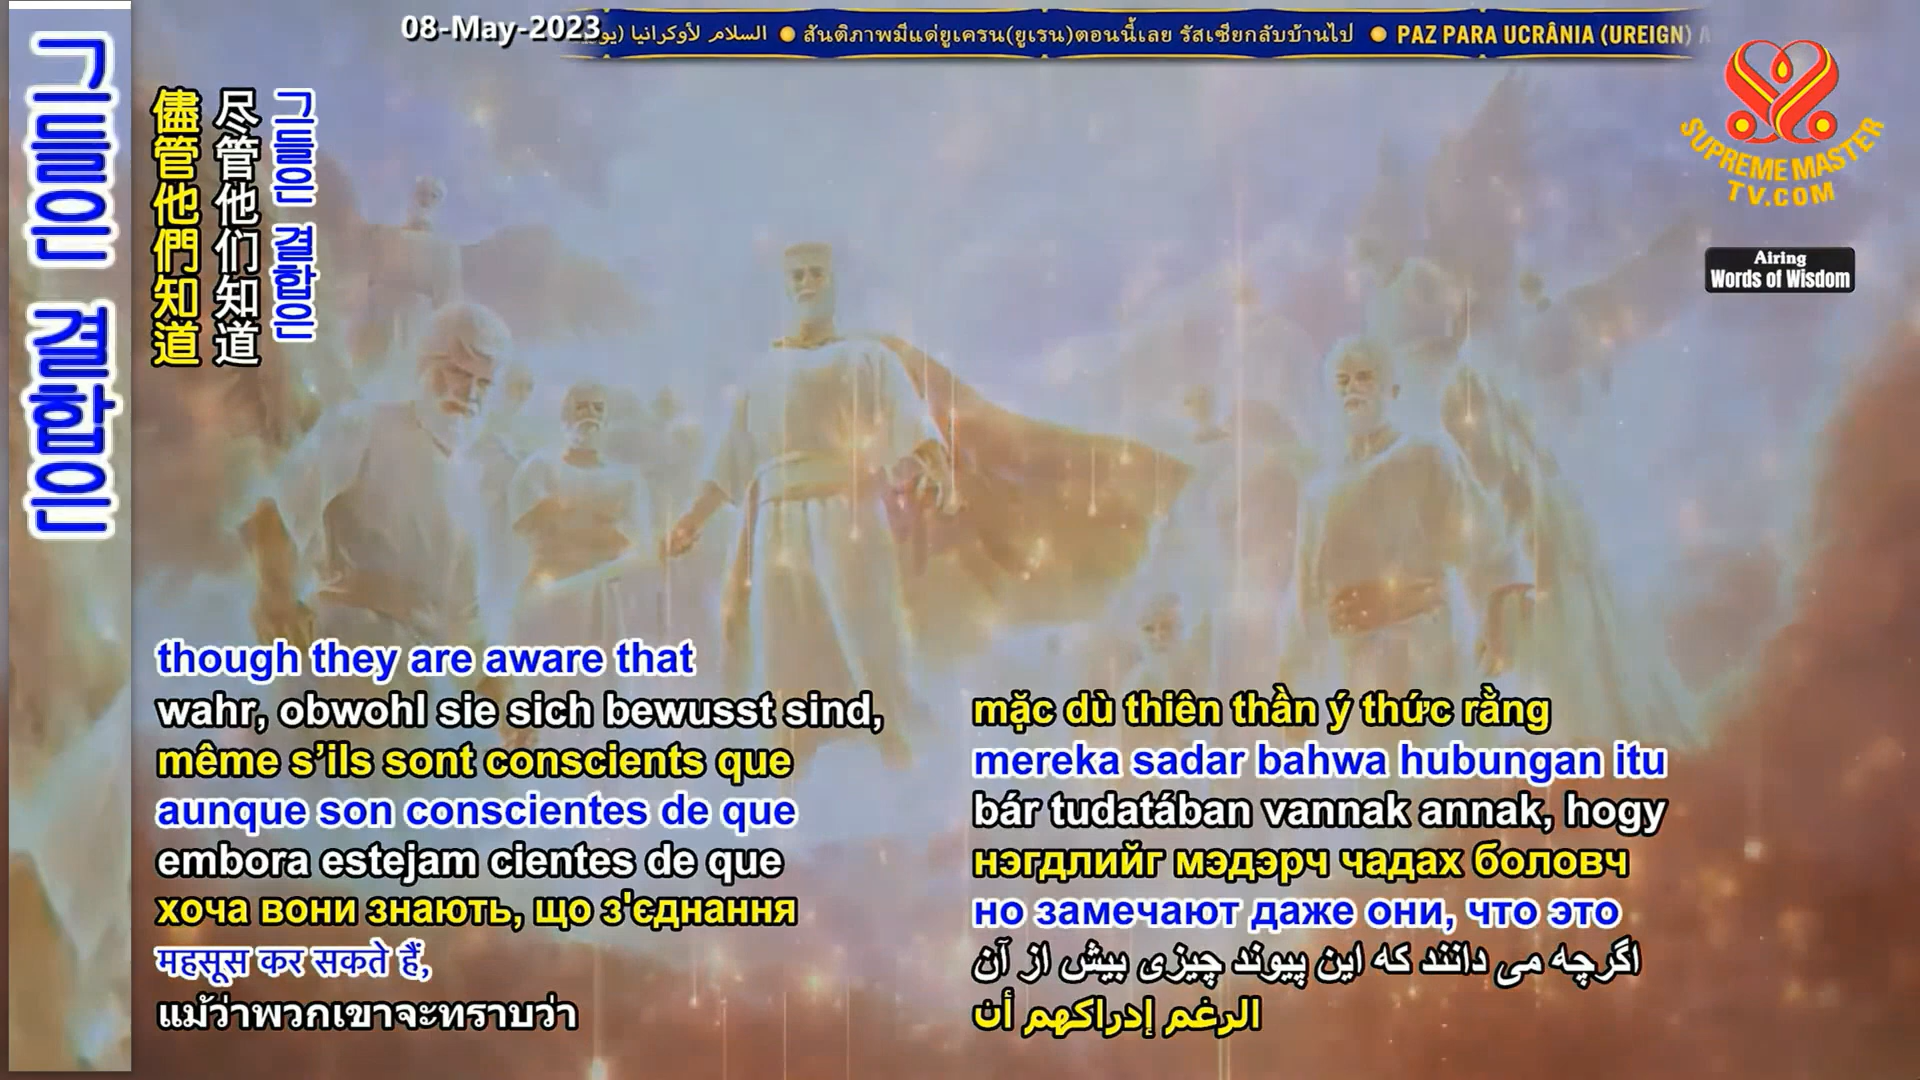 08-May-2023
السلام لأوكرانيا (يو
สันติภาพมีแด่ยูเครน(ยูเรน)ตอนนี้เลย รัสเซียกลับบ้านไป
PAZ PARA UCRÂNIA (UREIGN) A
SUPREME MASTER
TV.COM
Airing
Words of Wisdom
그들은 결합은
儘管他們知道
尽管他们知道
그들은 결합은
though they are aware that
wahr, obwohl sie sich bewusst sind,
même s’ils sont conscients que
aunque son conscientes de que
embora estejam cientes de que
хоча вони знають, що з'єднання
महसूस कर सकते हैं,
แม้ว่าพวกเขาจะทราบว่า
mặc dù thiên thần ý thức rằng
mereka sadar bahwa hubungan itu
bár tudatában vannak annak, hogy
нэгдлийг мэдэрч чадах боловч
но замечают даже они, что это
اگرچه می دانند که این پیوند چیزی بیش از آن
الرغم إدراكهم أن